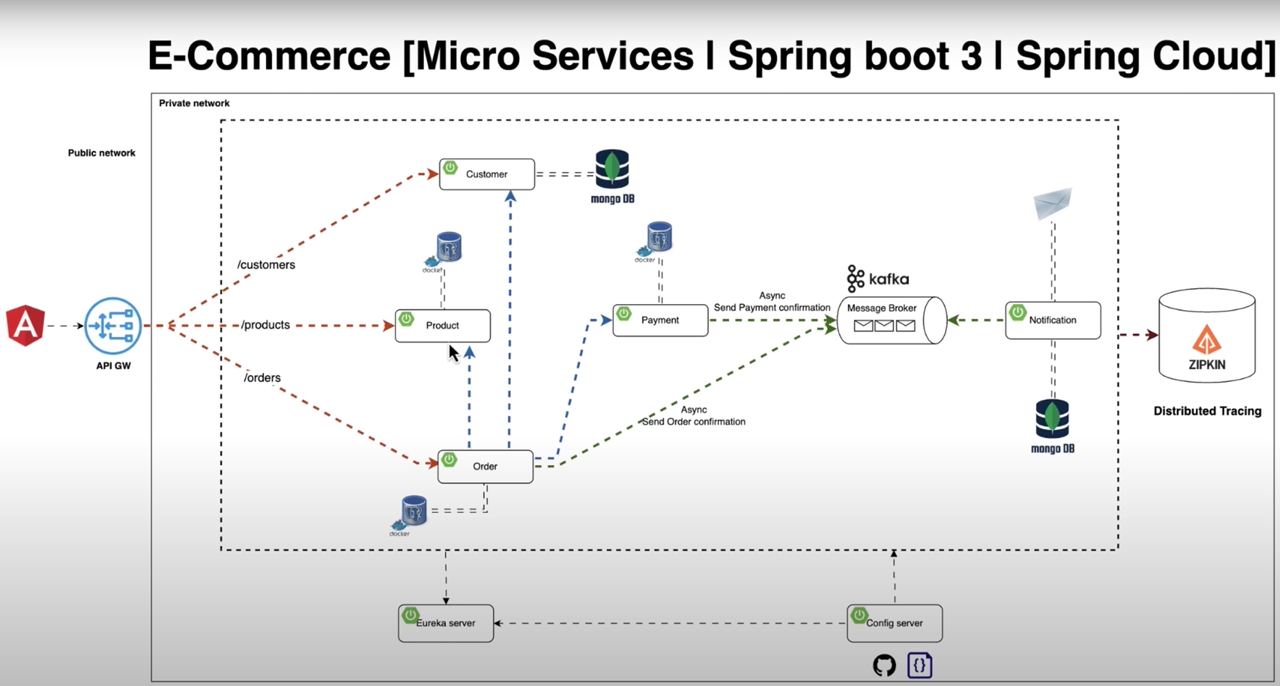 E-Commerce [Micro Services | Spring boot 3 | Spring Cloud]
Private network
Public network
Customer
mongo DB
docker
docker
/customers
kafka
Async
Send Payment confirmation
Message Broker
Product
Payment
Notification
/products
API GW
ZIPKIN
/orders
Distributed Tracing
Async
Send Order confirmation
mongo DB
Order
docker
Eureka server
Config server
{}